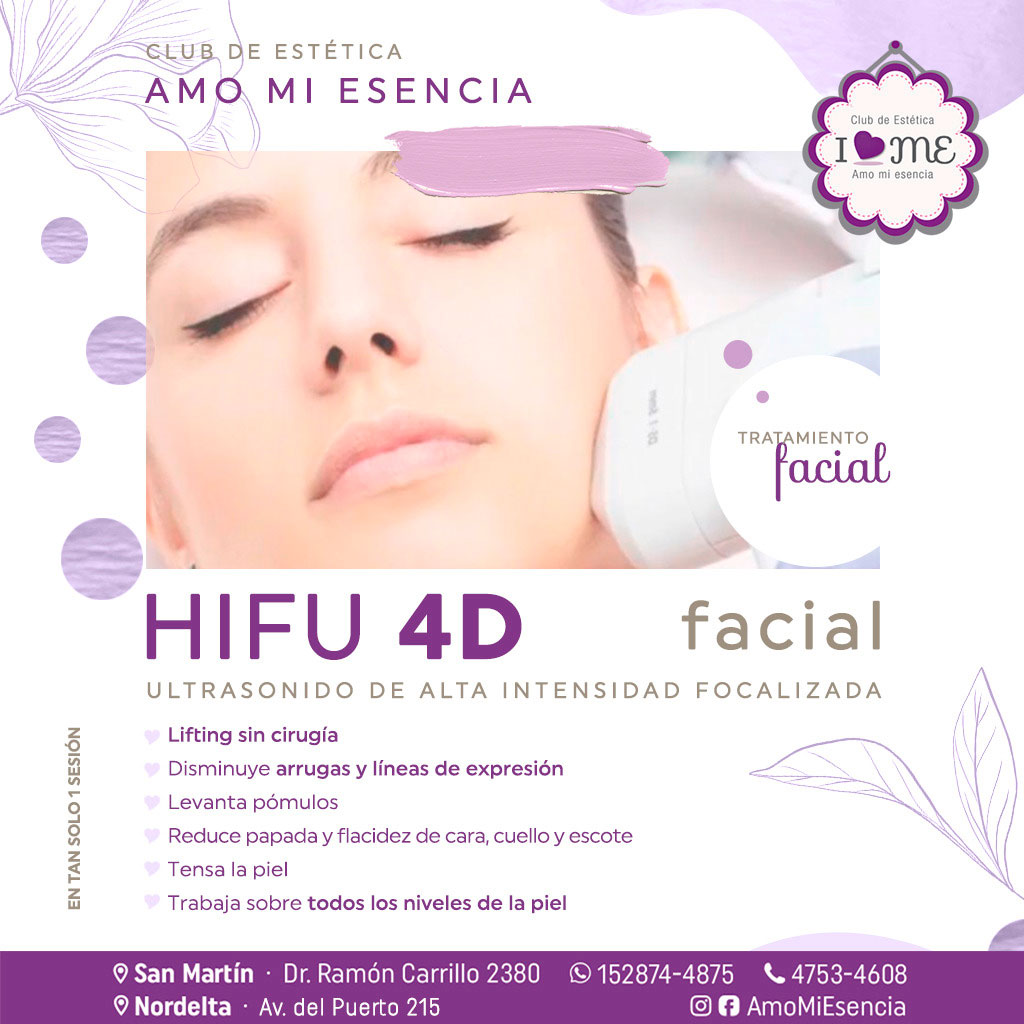 CLUB DE ESTÉTICA
AMO MI ESENCIA
Club de Estética
I ME
Amo mi esencia
TRATAMIENTO
facial
HIFU 4D facial
ULTRASONIDO DE ALTA INTENSIDAD FOCALIZADA
EN TAN SOLO 1 SESIÓN
Lifting sin cirugía
Disminuye arrugas y líneas de expresión
Levanta pómulos
Reduce papada y flacidez de cara, cuello y escote
Tensa la piel
Trabaja sobre todos los niveles de la piel
San Martín · Dr. Ramón Carrillo 2380 152874-4875 4753-4608
Nordelta · Av. del Puerto 215 AmoMiEsencia